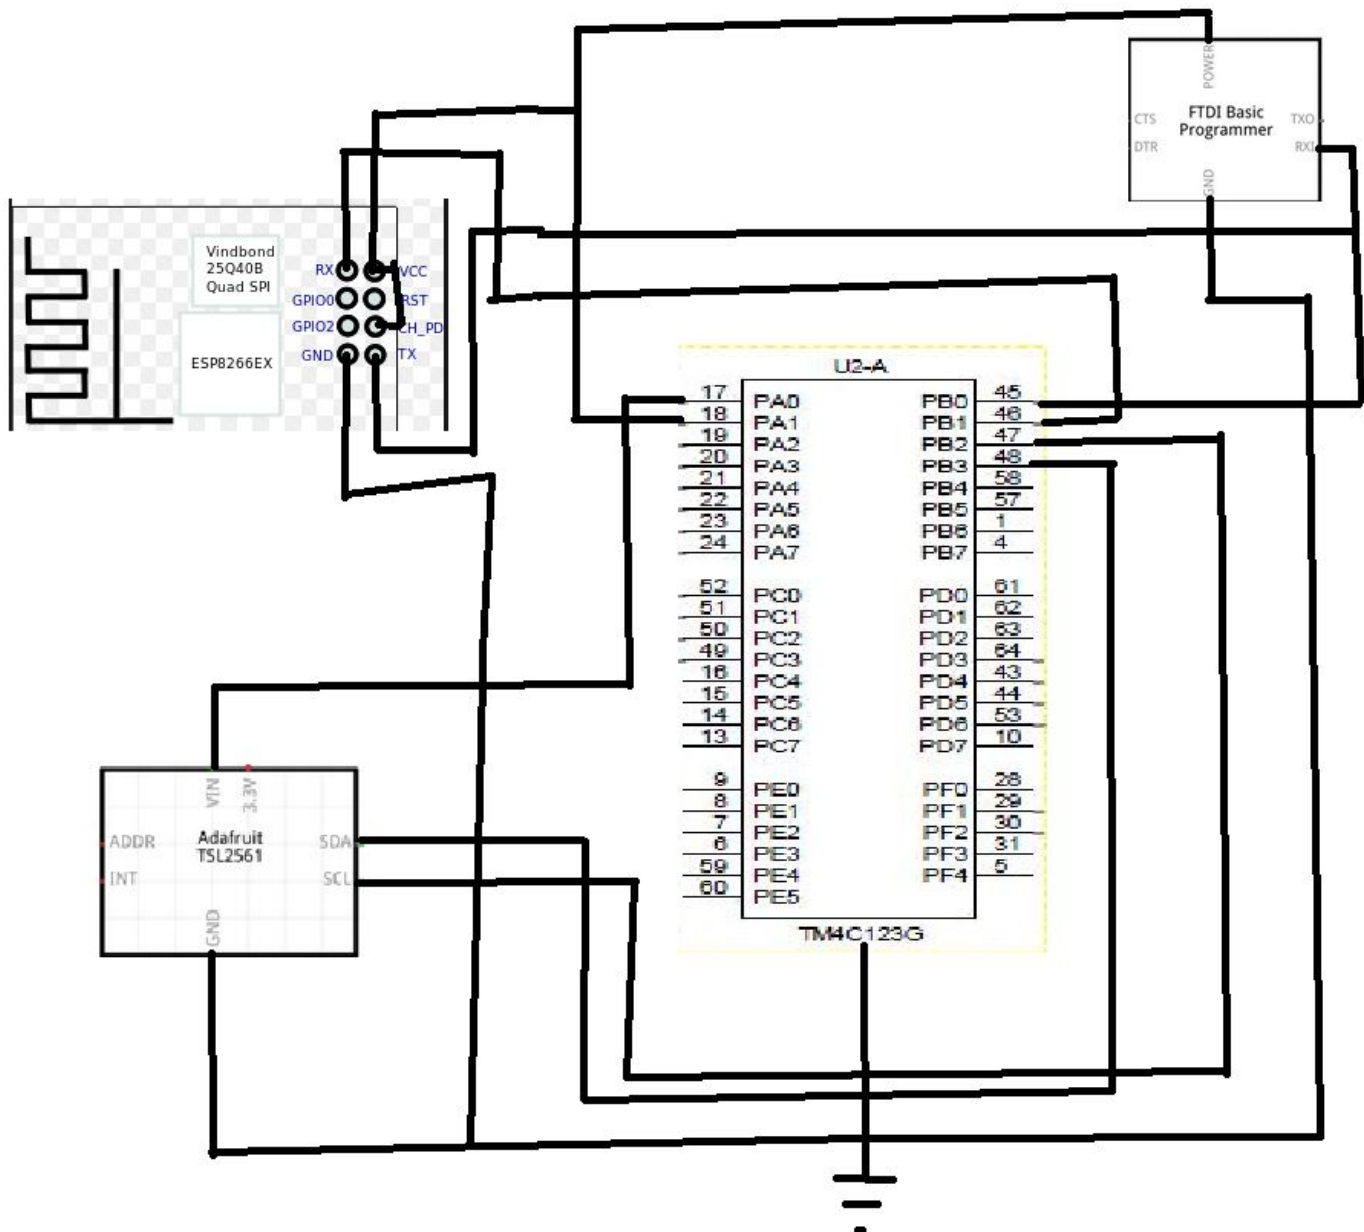 POWER
FTDI Basic
Programmer
CTS
TXO
DTR
RXI
GND
Vindbond
25Q40B
Quad SPI
ESP8266EX
RX
VCC
GPIO0
RST
GPIO2
CH_PD
GND
TX
U2-A
17 PA0 PB0 45
18 PA1 PB1 46
19 PA2 PB2 47
20 PA3 PB3 48
21 PA4 PB4 58
22 PA5 PB5 57
23 PA6 PB6 1
24 PA7 PB7 4
52 PC0 PD0 61
51 PC1 PD1 62
50 PC2 PD2 63
49 PC3 PD3 64
16 PC4 PD4 43
15 PC5 PD5 44
14 PC6 PD6 53
13 PC7 PD7 10
9 PE0 PF0 28
8 PE1 PF1 29
7 PE2 PF2 30
6 PE3 PF3 31
59 PE4 PF4 5
60 PE5
TM4C123G
VIN
3.3V
Adafruit
TSL2561
ADDR
SDA
INT
SCL
GND